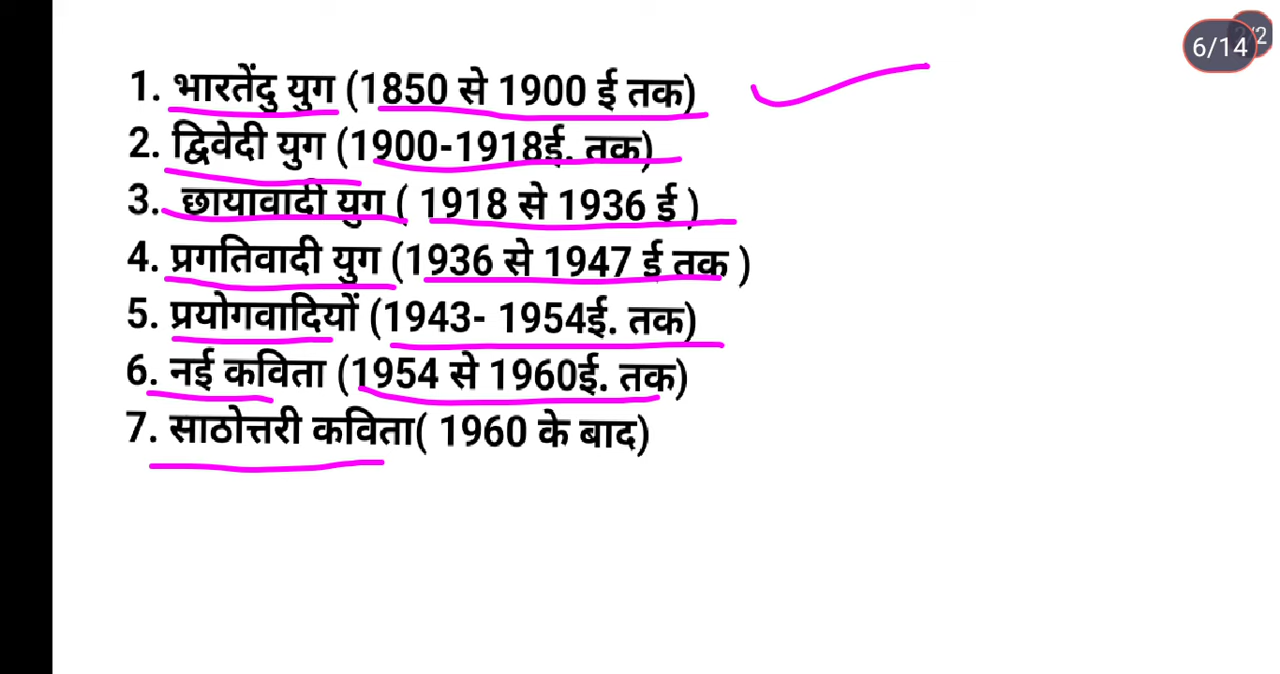 6/14
/2
1. भारतेंदु युग (1850 से 1900 ई तक)
2. द्विवेदी युग (1900-1918ई. तक)
3. छायावादी युग ( 1918 से 1936 ई )
4. प्रगतिवादी युग (1936 से 1947 ई तक )
5. प्रयोगवादियों (1943- 1954ई. तक)
6. नई कविता (1954 से 1960ई. तक)
7. साठोत्तरी कविता( 1960 के बाद)